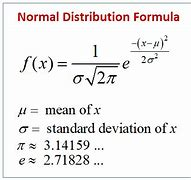 Normal Distribution Formula
f(x) = 1/(σ√2π) e^(-(x-μ)²/2σ²)
μ = mean of x
σ = standard deviation of x
π ≈ 3.14159 ...
e ≈ 2.71828 ...